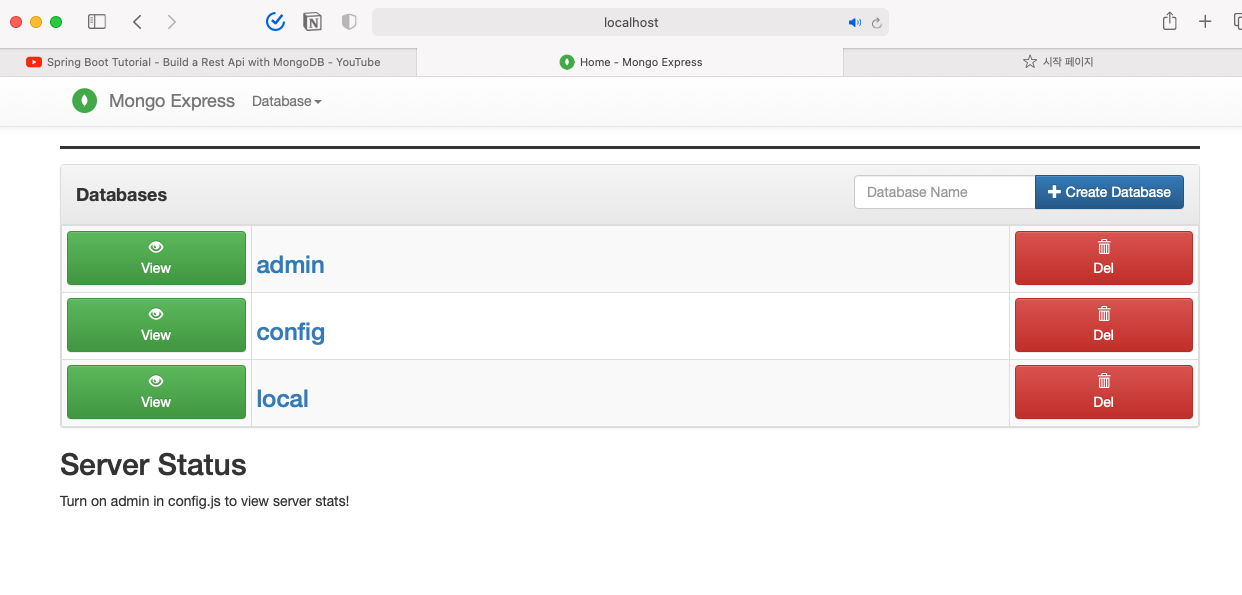 localhost
Spring Boot Tutorial - Build a Rest Api with MongoDB - YouTube
Home - Mongo Express
시작 페이지
Mongo Express Database
Databases
Database Name
Create Database
View
admin
Del
View
config
Del
View
local
Del
Server Status
Turn on admin in config.js to view server stats!